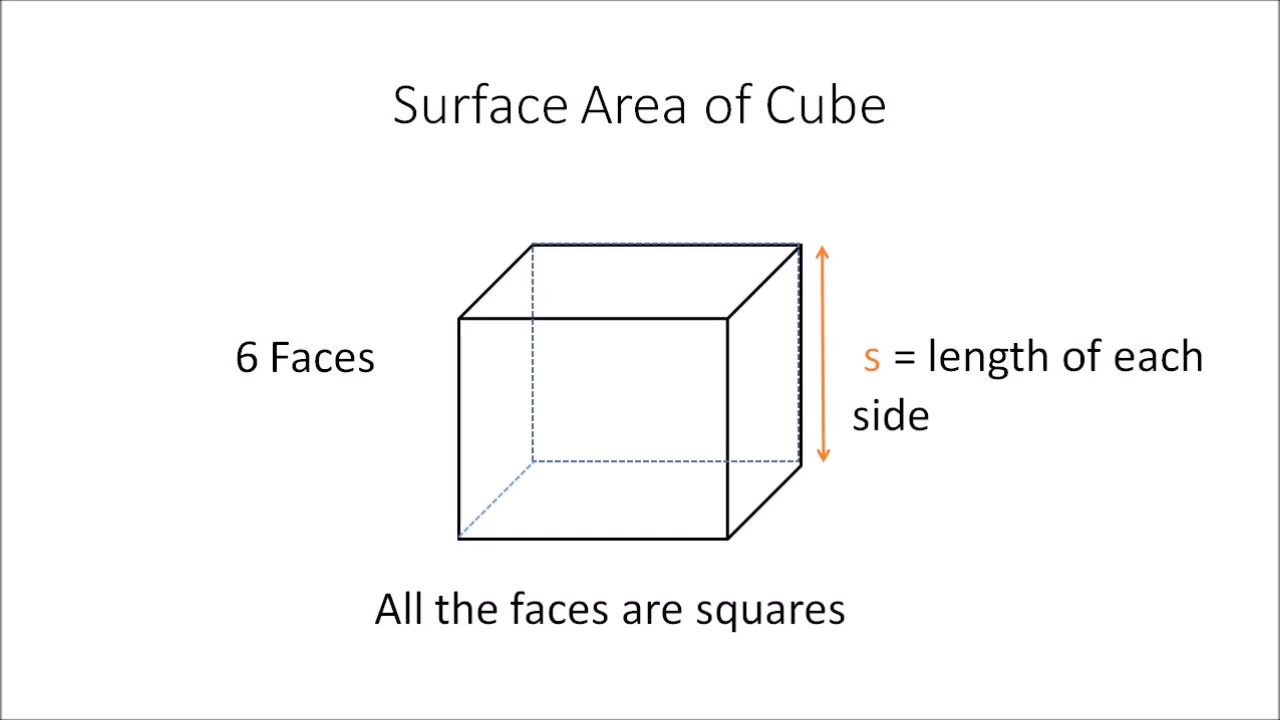 Surface Area of Cube
6 Faces
s = length of each
side
All the faces are squares